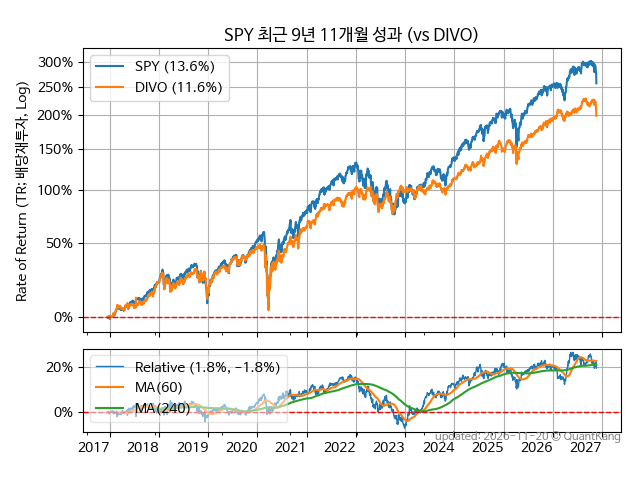 SPY 최근 9년 11개월 성과 (vs DIVO)
Rate of Return (TR: 배당재투자, Log)
300%
250%
200%
150%
100%
50%
0%
SPY (13.6%)
DIVO (11.6%)
20%
0%
Relative (1.8%, −1.8%)
MA(60)
MA(240)
2017 2018 2019 2020 2021 2022 2023 2024 2025 2026 2027
updated: 2026−11−20 © QuantKang